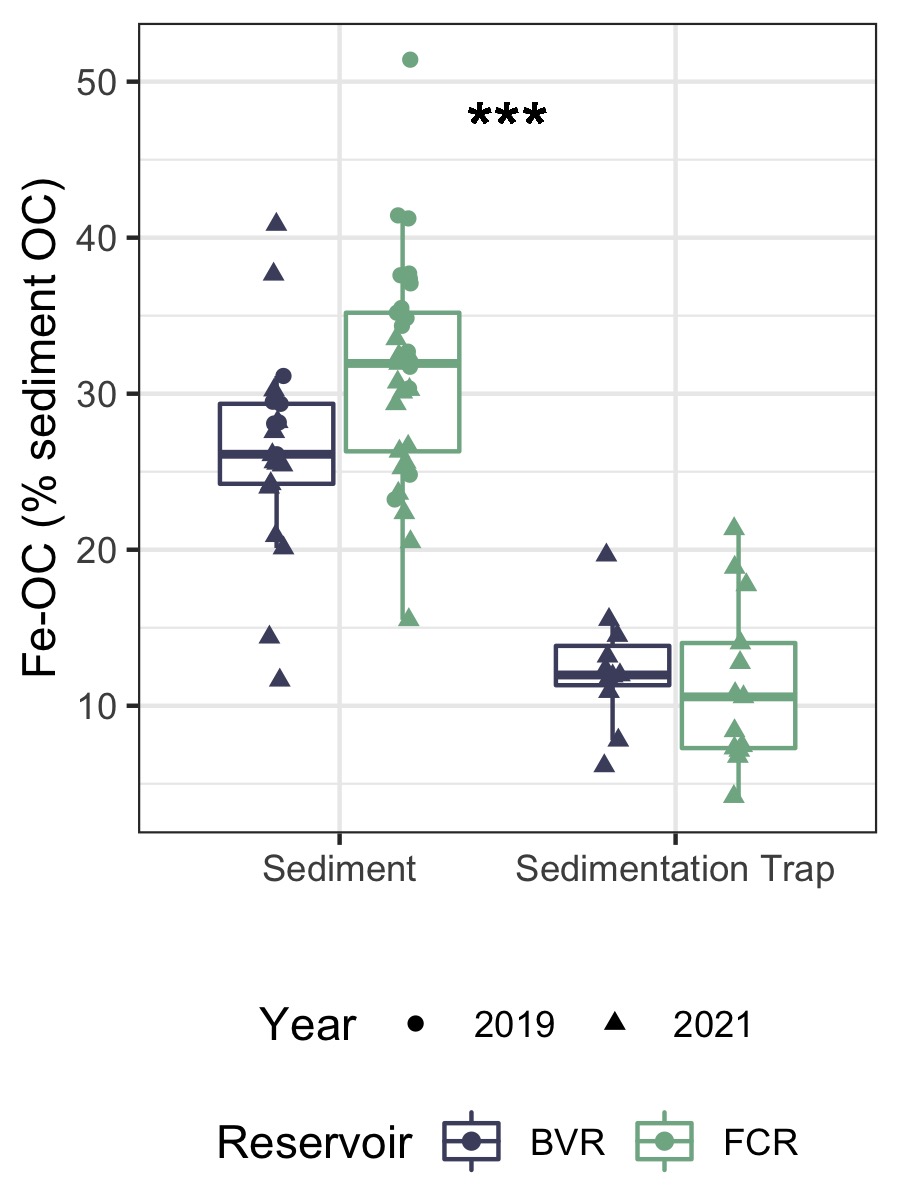 Fe-OC (% sediment OC)
50
40
30
20
10
***
Sediment Sedimentation Trap
Year 2019 2021
Reservoir BVR FCR